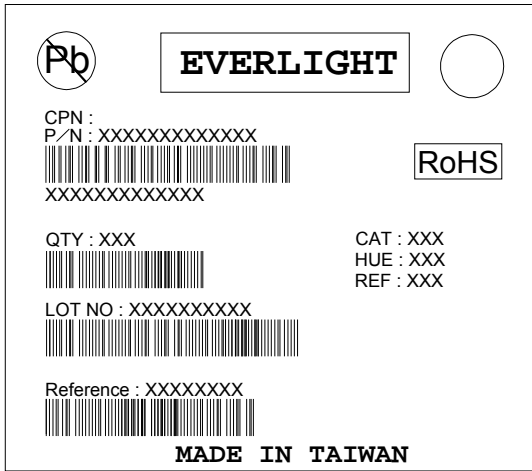 Pb
EVERLIGHT
CPN :
P/N : XXXXXXXXXXXXX
RoHS
XXXXXXXXXXXXX
QTY : XXX
CAT : XXX
HUE : XXX
REF : XXX
LOT NO : XXXXXXXXXX
Reference : XXXXXXXX
MADE IN TAIWAN